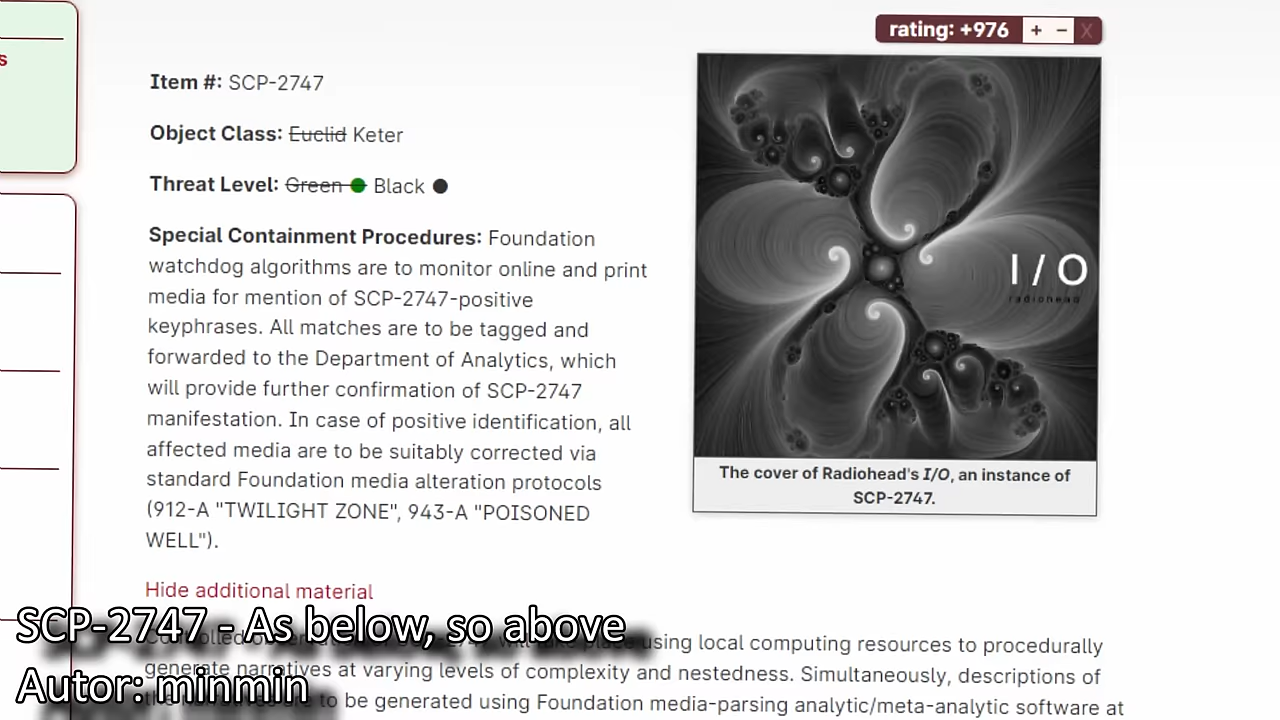 s
rating: +976 + − X
Item #: SCP-2747
Object Class: Euclid Keter
Threat Level: Green Black
Special Containment Procedures: Foundation
watchdog algorithms are to monitor online and print
media for mention of SCP-2747-positive
keyphrases. All matches are to be tagged and
forwarded to the Department of Analytics, which
will provide further confirmation of SCP-2747
manifestation. In case of positive identification, all
affected media are to be suitably corrected via
standard Foundation media alteration protocols
(912-A "TWILIGHT ZONE", 943-A "POISONED
WELL").
I/O
radiohead
The cover of Radiohead's I/O, an instance of
SCP-2747.
Hide additional material
using local computing resources to procedurally
generate narratives at varying levels of complexity and nestedness. Simultaneously, descriptions of
to be generated using Foundation media-parsing analytic/meta-analytic software at
SCP-2747 - As below, so above
Autor: minmin